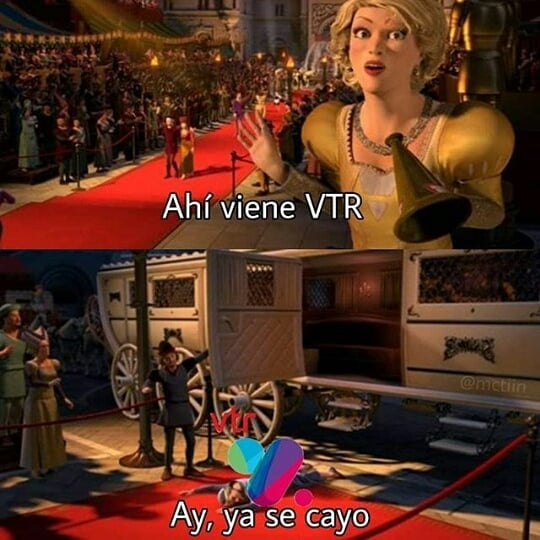 Ahí viene VTR
@mctiin
vtr
Ay, ya se cayo